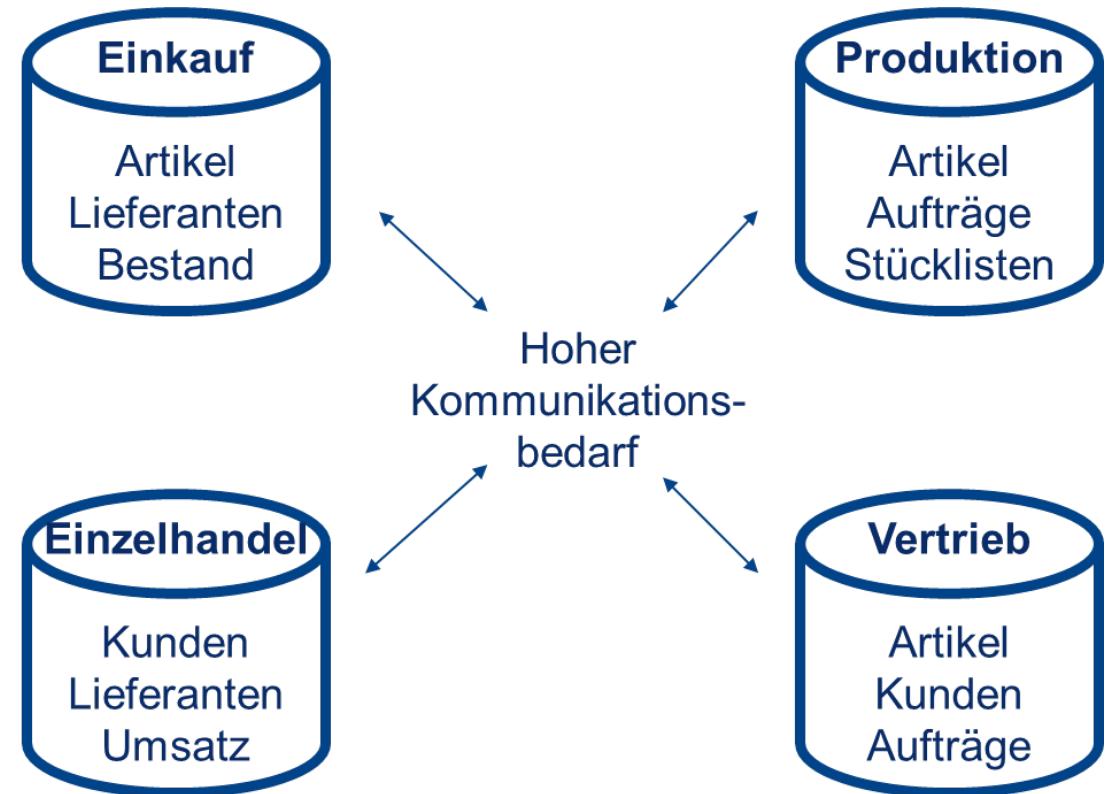 Einkauf
Artikel
Lieferanten
Bestand
Produktion
Artikel
Aufträge
Stücklisten
Hoher
Kommunikations-
bedarf
Einzelhandel
Kunden
Lieferanten
Umsatz
Vertrieb
Artikel
Kunden
Aufträge